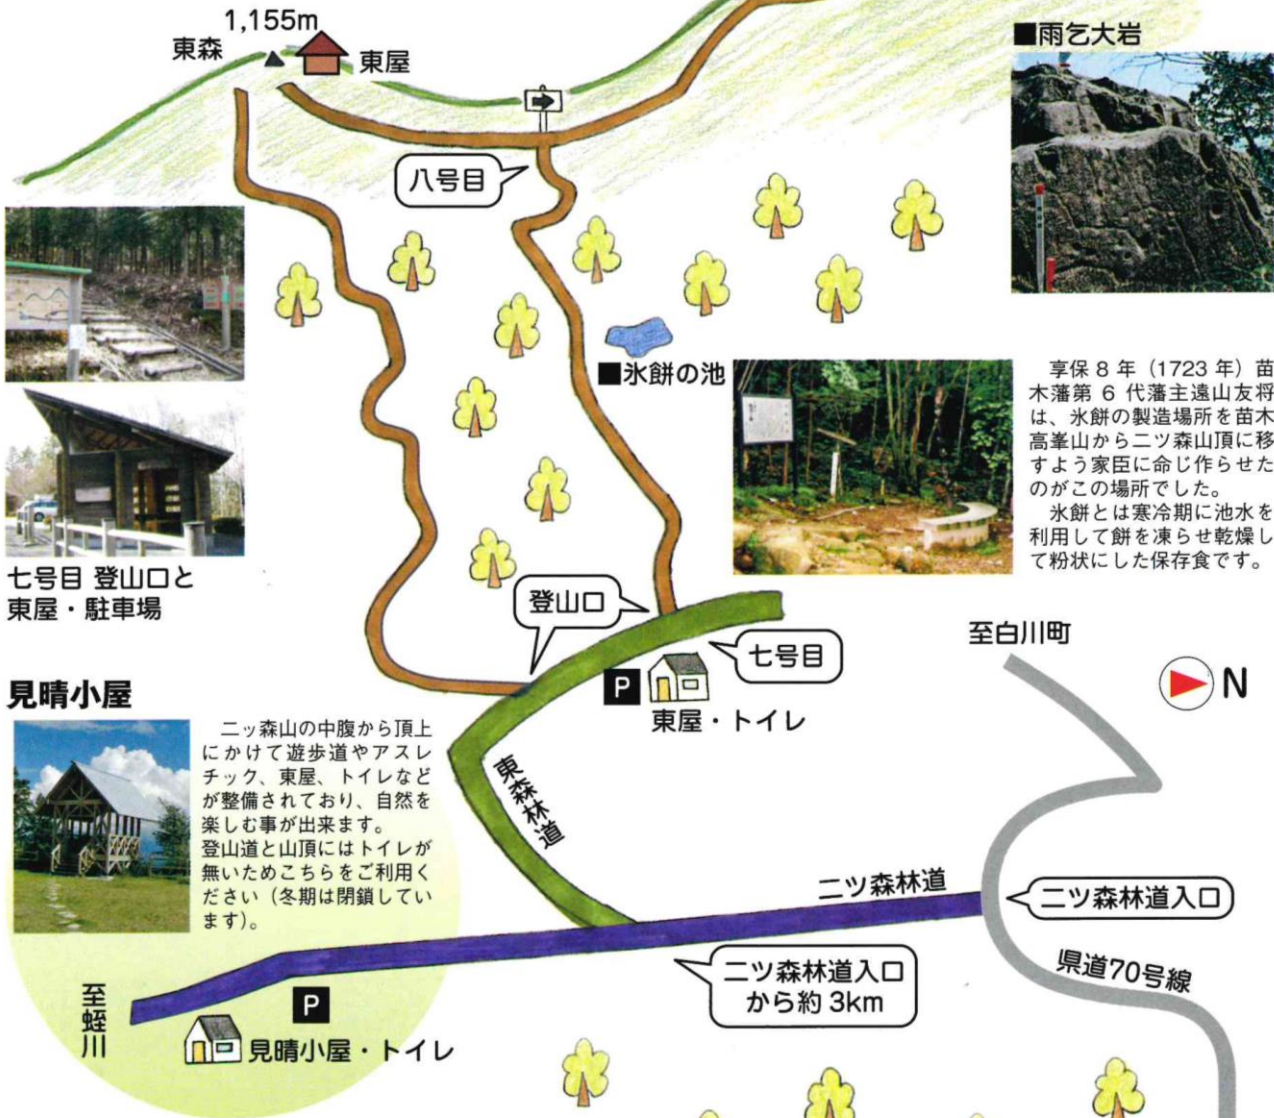 1,155m
東森
東屋
■雨乞大岩
八号目
■氷餅の池
享保 8 年（1723 年）苗
木藩第 6 代藩主遠山友将
は、氷餅の製造場所を苗木
高峯山から二ツ森山頂に移
すよう家臣に命じ作らせた
のがこの場所でした。
氷餅とは寒冷期に池水を
利用して餅を凍らせ乾燥し
て粉状にした保存食です。
七号目 登山口と
東屋・駐車場
登山口
七号目
P
東屋・トイレ
至白川町
N
見晴小屋
二ッ森山の中腹から頂上
にかけて遊歩道やアスレ
チック、東屋、トイレなど
が整備されており、自然を
楽しむ事が出来ます。
登山道と山頂にはトイレが
無いためこちらをご利用く
ださい（冬期は閉鎖してい
ます）。
東森林道
二ツ森林道
二ツ森林道入口
二ツ森林道入口
から約 3km
県道70号線
至蛭川
P
見晴小屋・トイレ